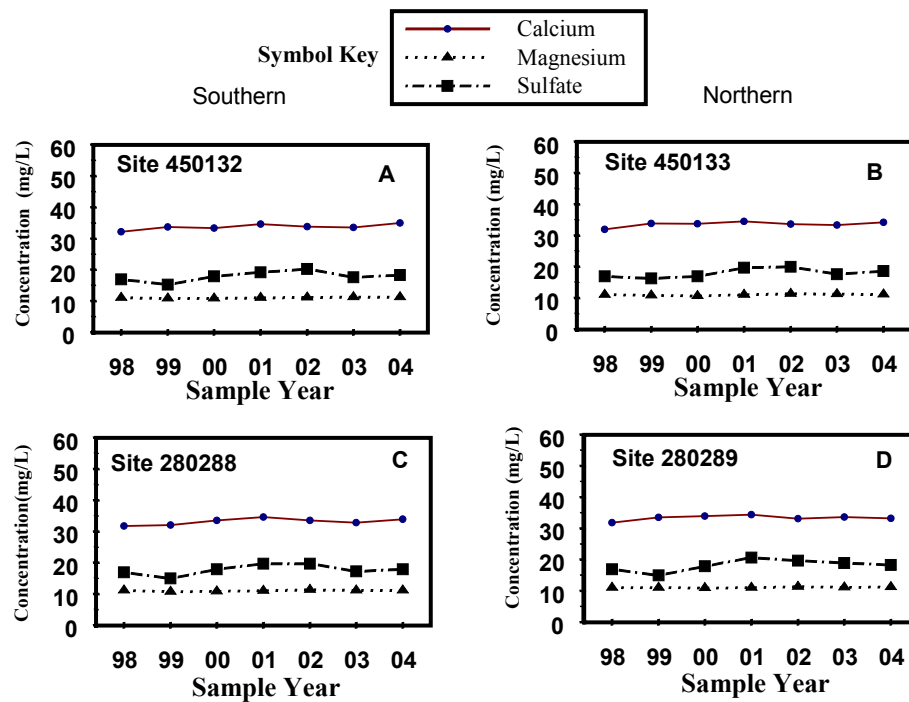 Symbol Key
Calcium
Magnesium
Sulfate
Southern
Northern
Site 450132
A
Concentration (mg/L)
60
50
40
30
20
10
0
98 99 00 01 02 03 04
Sample Year
Site 450133
B
Concentration (mg/L)
60
50
40
30
20
10
0
98 99 00 01 02 03 04
Sample Year
Site 280288
C
Concentration(mg/L)
60
50
40
30
20
10
0
98 99 00 01 02 03 04
Sample Year
Site 280289
D
Concentration (mg/L)
60
50
40
30
20
10
0
98 99 00 01 02 03 04
Sample Year